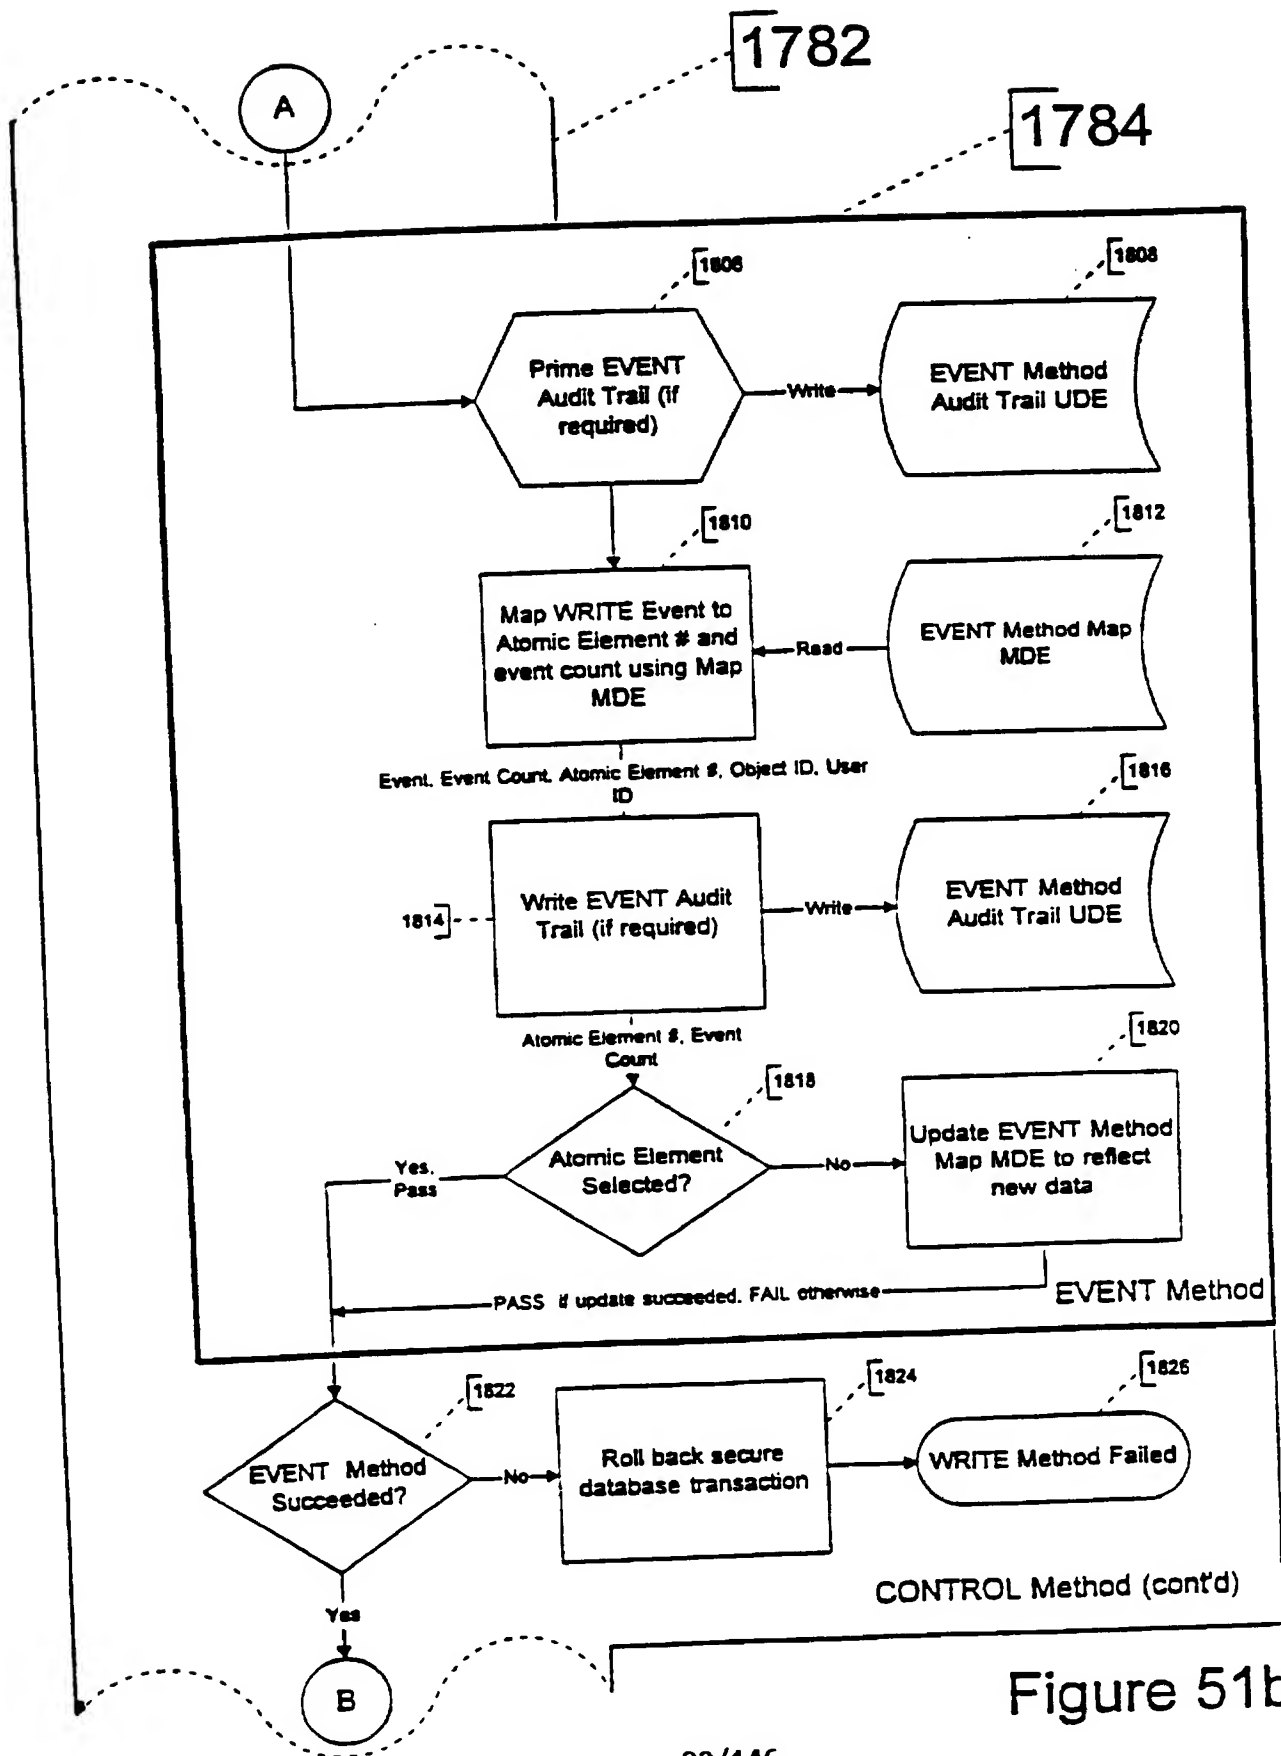 1782
A
1784
1806
1808
Prime EVENT
Audit Trail (if
required)
Write
EVENT Method
Audit Trail UDE
1810
1812
Map WRITE Event to
Atomic Element # and
event count using Map
MDE
Read
EVENT Method Map
MDE
Event, Event Count, Atomic Element #, Object ID, User
ID
1816
1814
Write EVENT Audit
Trail (if required)
Write
EVENT Method
Audit Trail UDE
Atomic Element #, Event
Count
1818
1820
Yes,
Pass
Atomic Element
Selected?
No
Update EVENT Method
Map MDE to reflect
new data
PASS if update succeeded, FAIL otherwise
EVENT Method
1822
1824
1826
EVENT Method
Succeeded?
No
Roll back secure
database transaction
WRITE Method Failed
Yes
CONTROL Method (cont'd)
B
Figure 51b